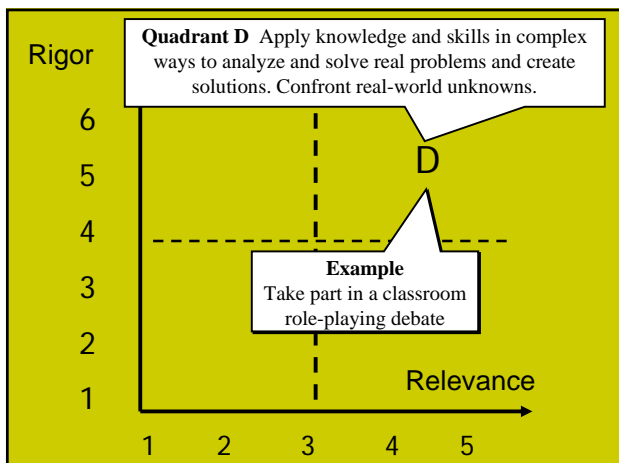 Quadrant D  Apply knowledge and skills in complex
ways to analyze and solve real problems and create
solutions. Confront real-world unknowns.
Rigor
6
5
4
3
2
1
D
Example
Take part in a classroom
role-playing debate
Relevance
1 2 3 4 5